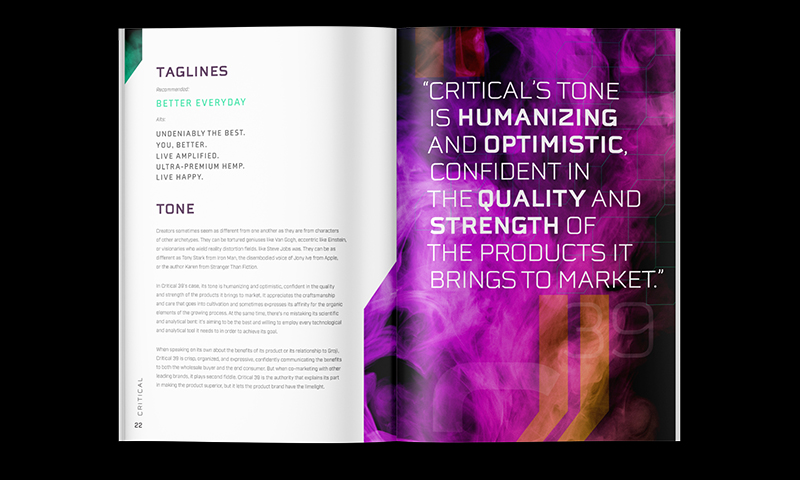 TAGLINES
Recommended:
BETTER EVERYDAY
Alts:
UNDENIABLY THE BEST.
YOU, BETTER.
LIVE AMPLIFIED.
ULTRA-PREMIUM HEMP.
LIVE HAPPY.
TONE
Creators sometimes seem as different from one another as they are from characters
of other archetypes. They can be tortured geniuses like Van Gogh, eccentric like Einstein,
or visionaries who wield reality distortion fields, like Steve Jobs was. They can be as
different as Tony Stark from Iron Man, the disembodied voice of Jony Ive from Apple,
or the author Karen from Stranger Than Fiction.
In Critical 39's case, its tone is humanizing and optimistic, confident in the quality
and strength of the products it brings to market. It appreciates the craftsmanship
and care that goes into cultivation and sometimes expresses its affinity for the organic
elements of the growing process. At the same time, there's no mistaking its scientific
and analytical bent. It's aiming to be the best and willing to employ every technological
and analytical tool it needs to in order to achieve its goal.
When speaking on its own about the benefits of its product or its relationship to
Critical 39 is crisp, organized, and expressive, confidently communicating the benefits
to both the wholesale buyer and the end consumer. But when co-marketing with other
leading brands, it plays second fiddle. Critical 39 is the authority that explains its part
in making the product superior, but it lets the product brand have the limelight.
CRITICAL
22
“CRITICAL’S TONE
IS HUMANIZING
AND OPTIMISTIC,
CONFIDENT IN
THE QUALITY AND
STRENGTH OF
THE PRODUCTS IT
BRINGS TO MARKET.”
39